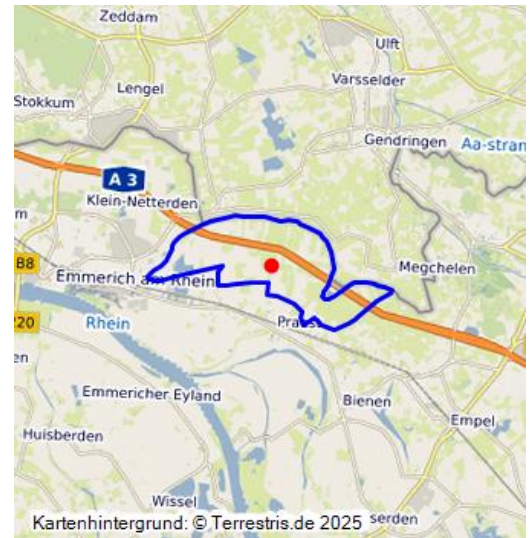 Zeddam
Ulft
Varsselder
Lengel
Stokkum
Gendringen
Aa-stran
A 3
Klein-Netterden
m
B8
Megchelen
Emmerich am Rhein
220
Rhein
Praest
en
Emmericher Eyland
Bienen
Empel
Huisberden
Wissel
serden
Kartenhintergrund: © Terrestris.de 2025